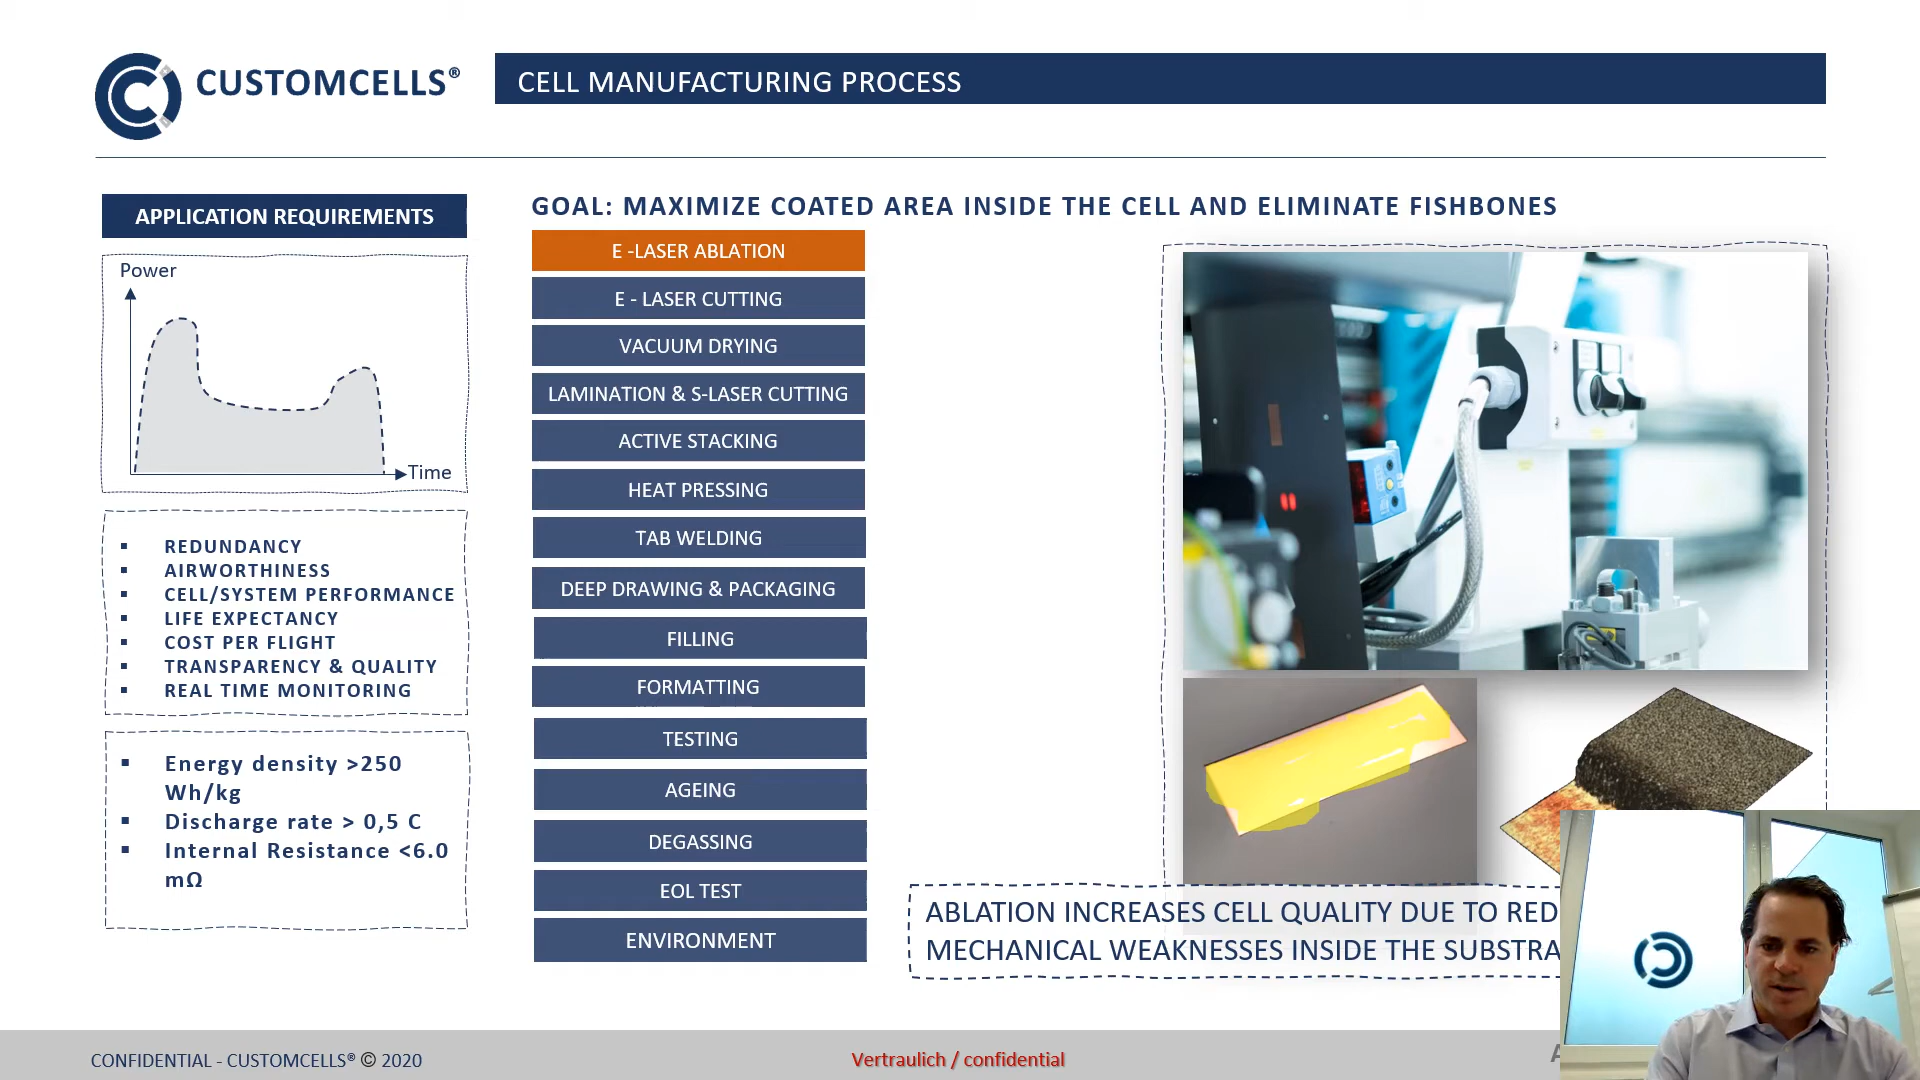 CUSTOMCELLS®
CELL MANUFACTURING PROCESS
APPLICATION REQUIREMENTS
Power
Time
▪ REDUNDANCY
▪ AIRWORTHINESS
▪ CELL/SYSTEM PERFORMANCE
▪ LIFE EXPECTANCY
▪ COST PER FLIGHT
▪ TRANSPARENCY & QUALITY
▪ REAL TIME MONITORING
▪ Energy density >250
Wh/kg
▪ Discharge rate > 0,5 C
▪ Internal Resistance <6.0
mΩ
GOAL: MAXIMIZE COATED AREA INSIDE THE CELL AND ELIMINATE FISHBONES
E -LASER ABLATION
E - LASER CUTTING
VACUUM DRYING
LAMINATION & S-LASER CUTTING
ACTIVE STACKING
HEAT PRESSING
TAB WELDING
DEEP DRAWING & PACKAGING
FILLING
FORMATTING
TESTING
AGEING
DEGASSING
EOL TEST
ENVIRONMENT
ABLATION INCREASES CELL QUALITY DUE TO RED
MECHANICAL WEAKNESSES INSIDE THE SUBSTRA
CONFIDENTIAL - CUSTOMCELLS® © 2020
Vertraulich / confidential